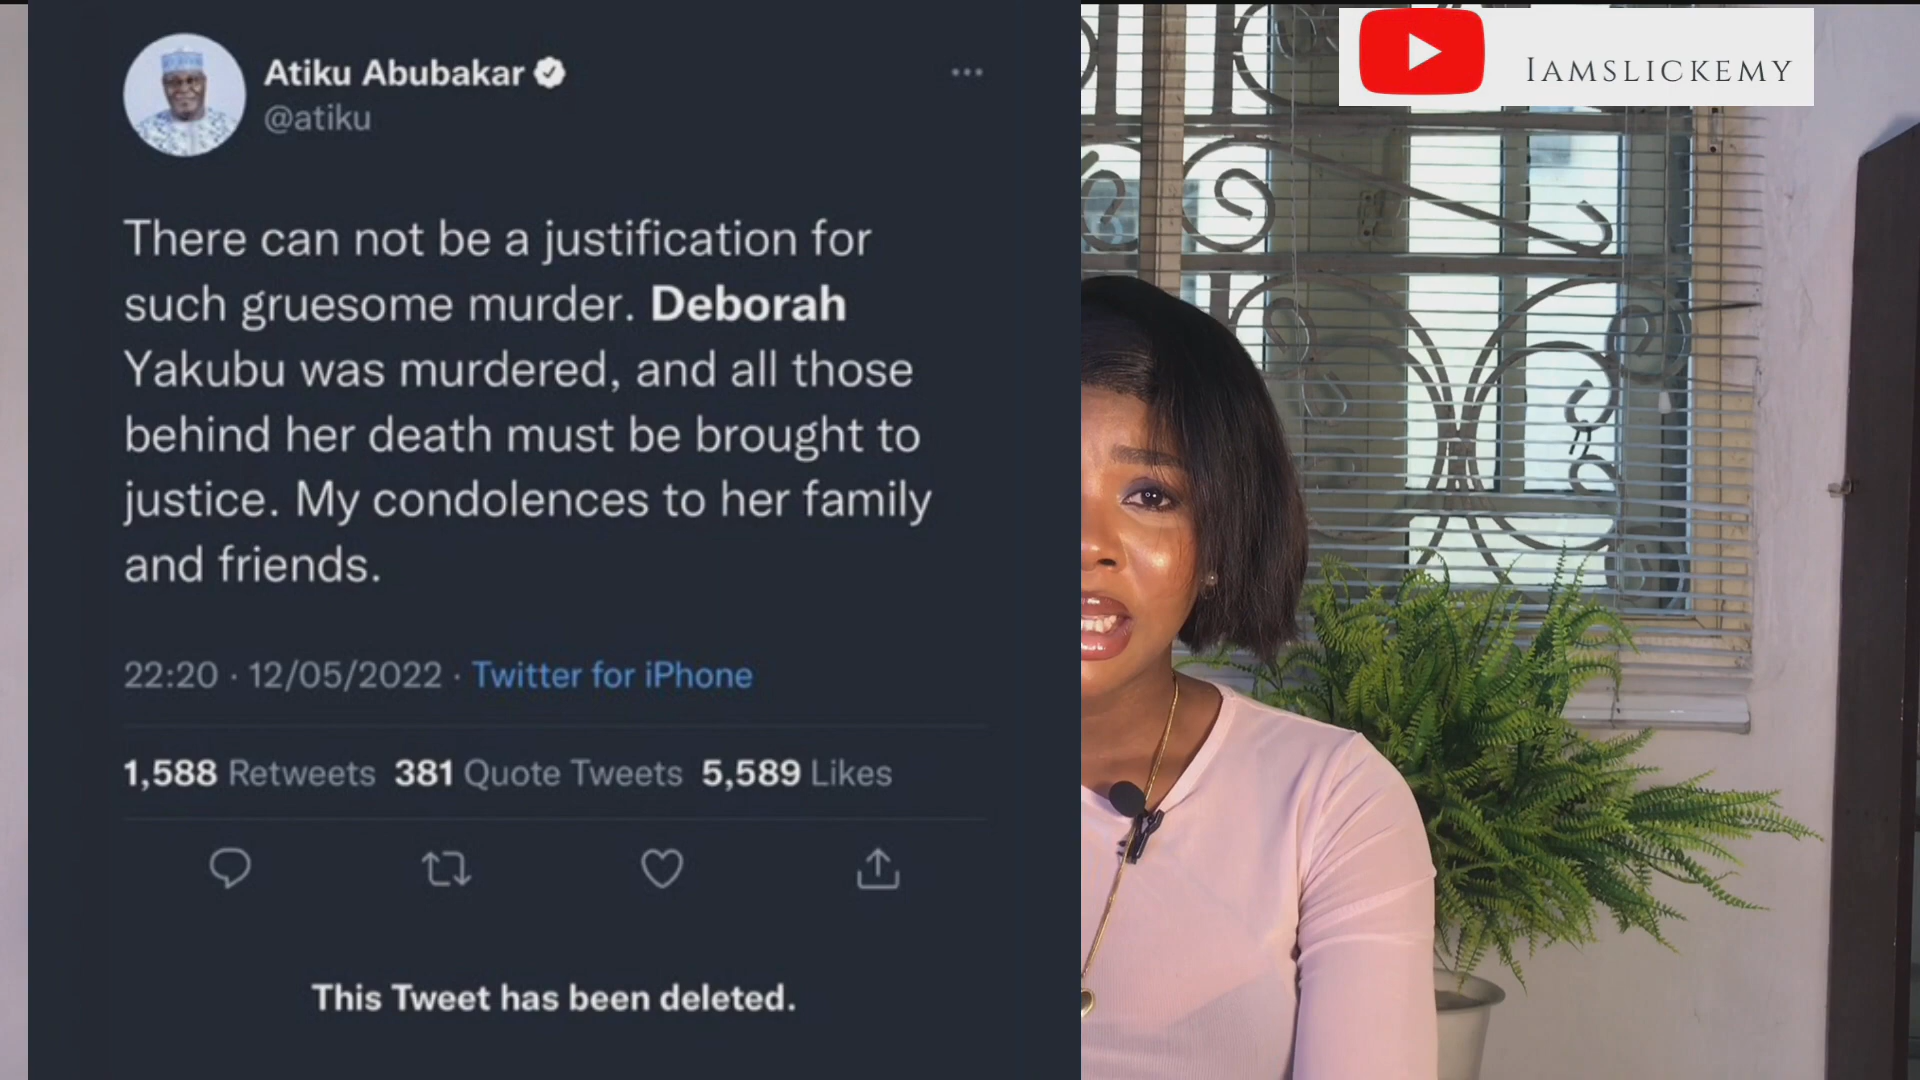 Atiku Abubakar
@atiku
There can not be a justification for
such gruesome murder. Deborah
Yakubu was murdered, and all those
behind her death must be brought to
justice. My condolences to her family
and friends.
22:20 · 12/05/2022 · Twitter for iPhone
1,588 Retweets 381 Quote Tweets 5,589 Likes
This Tweet has been deleted.
IAMSLICKEMY